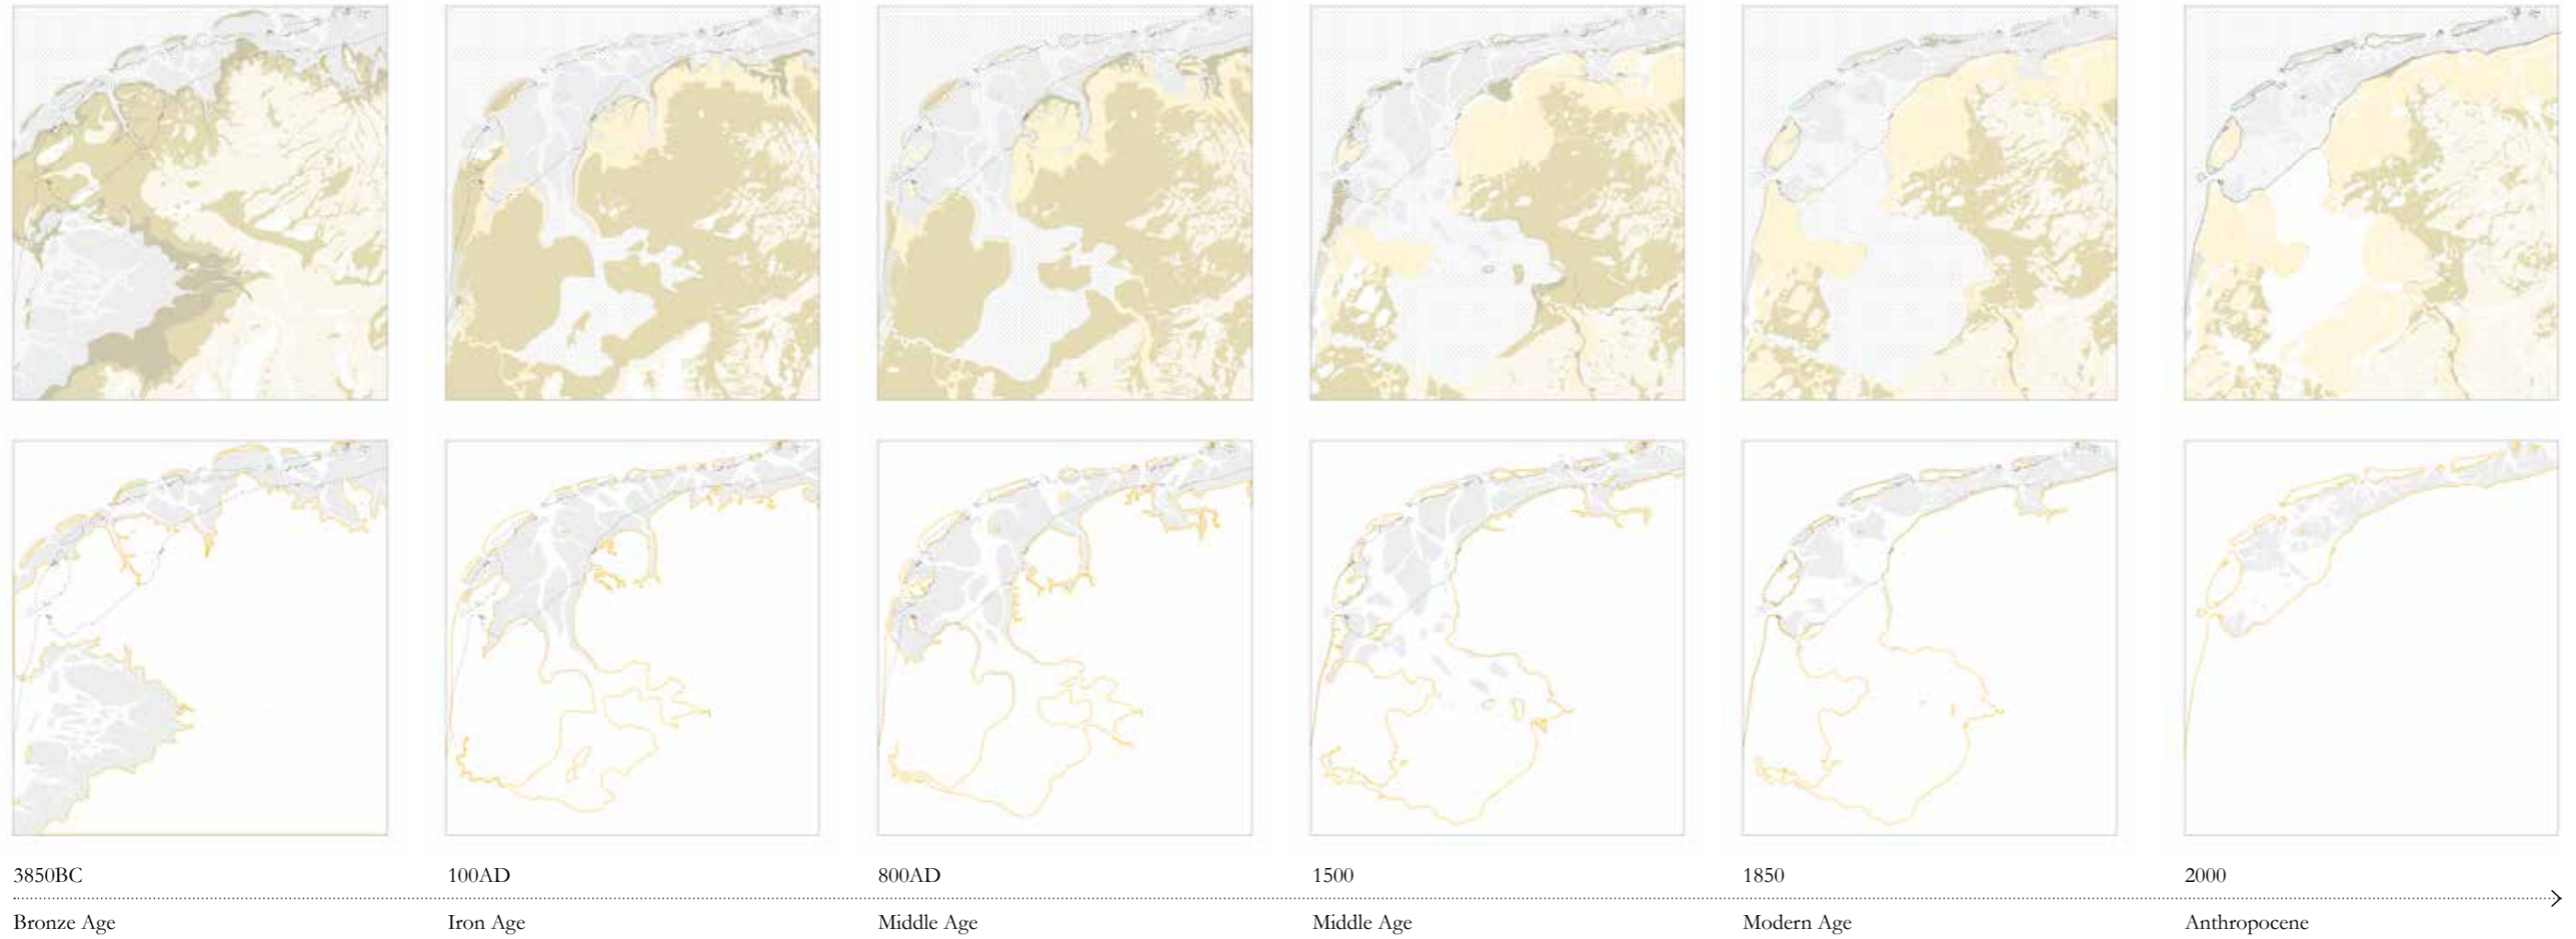 3850BC
100AD
800AD
1500
1850
2000
Bronze Age
Iron Age
Middle Age
Middle Age
Modern Age
Anthropocene